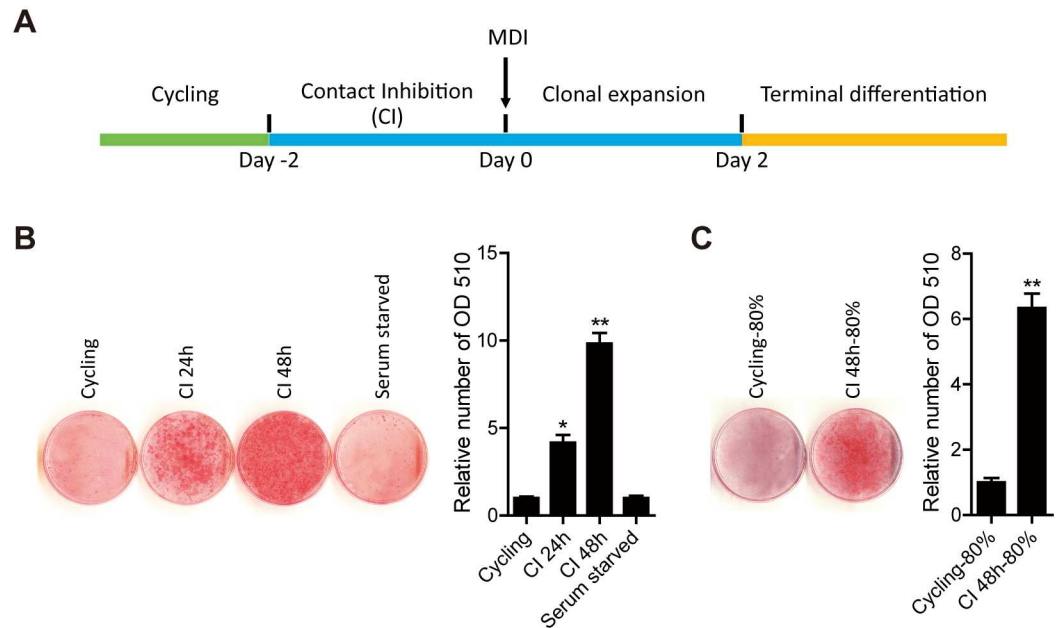 A
MDI
Cycling
Contact Inhibition
(CI)
Clonal expansion
Terminal differentiation
Day -2
Day 0
Day 2
B
Cycling
CI 24h
CI 48h
Serum starved
Relative number of OD 510
15
10
5
0
*
**
Cycling
CI 24h
CI 48h
Serum starved
C
Cycling-80%
CI 48h-80%
Relative number of OD 510
8
6
4
2
0
**
Cycling-80%
CI 48h-80%